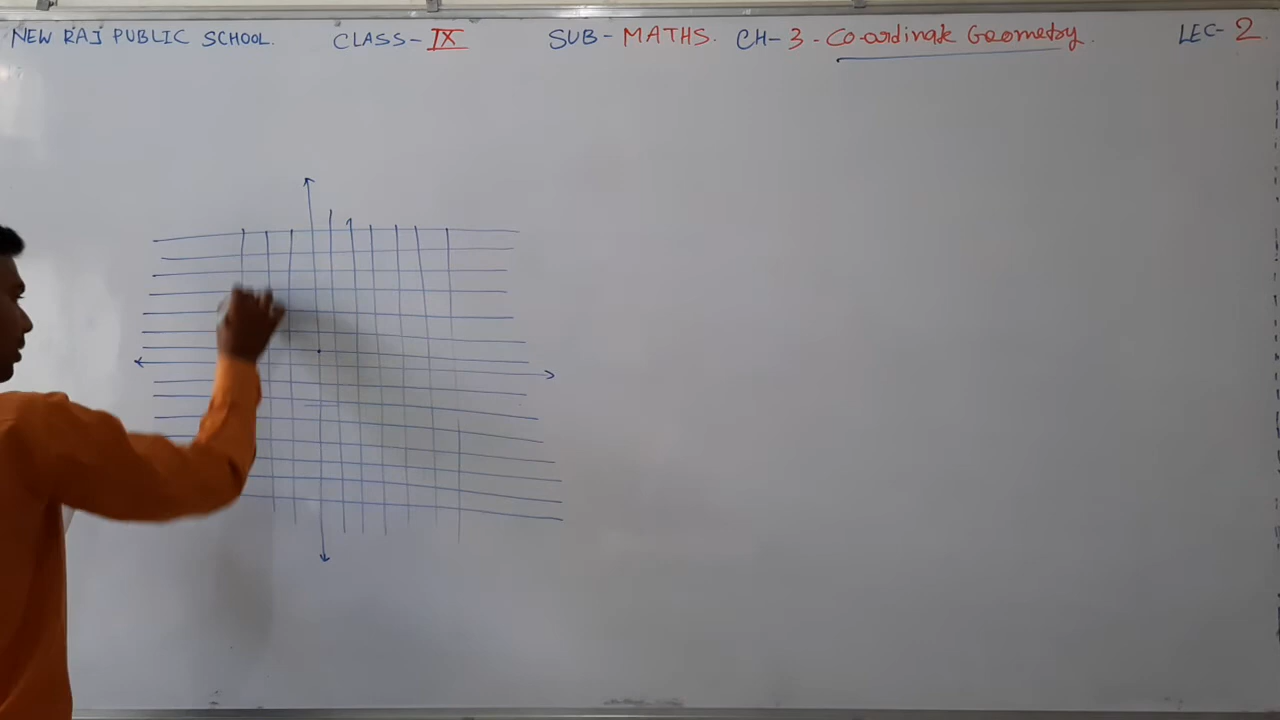 NEW RAJ PUBLIC SCHOOL. CLASS-IX SUB- MATHS. CH- 3 - Co-ordinate Geometry. LEC- 2.